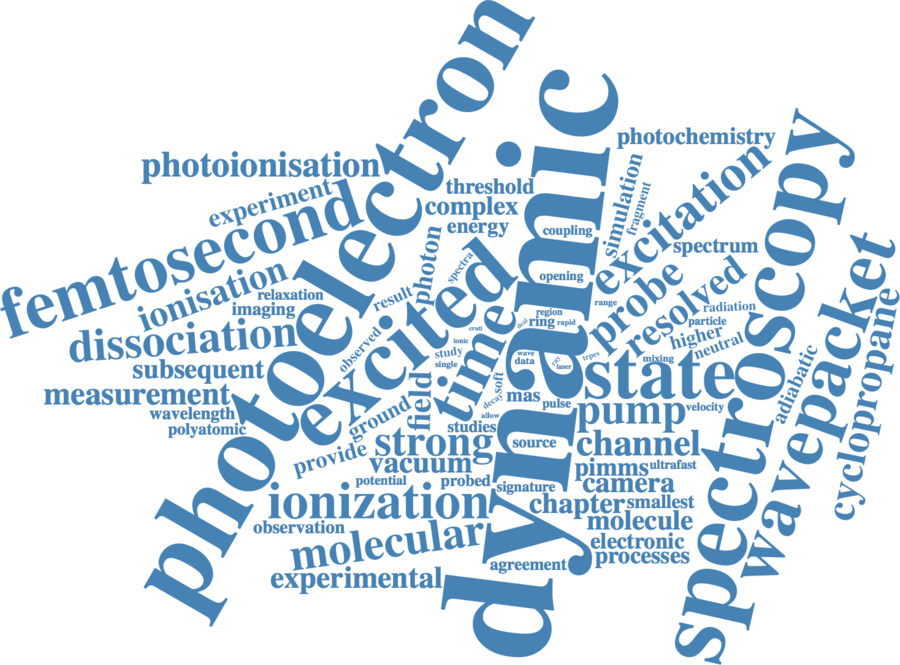 photoelectron
dynamic
spectroscopy
photochemistry
photoionisation
experiment
femtosecond
threshold
complex
energy
photon
spectra
simulation
fragment
excitation
coupling
spectrum
opening
probe
resolved
wavepacket
cyclopropane
ionisation
relaxation
imaging
result
excited
time
range
region
ring
rapid
radiation
particle
higher
neutral
dissociation
observed
ionic
study
single
wave
data
laser
trpes
mixing
subsequent
measurement
wavelength
polyatomic
ground
field
decay
soft
allow
mas
pulse
state
pump
velocity
adiabatic
provide
strong
studies
source
channel
vacuum
potential
probed
signature
pimms
ultrafast
camera
ionization
observation
chapter
smallest
molecule
molecular
electronic
experimental
agreement
processes